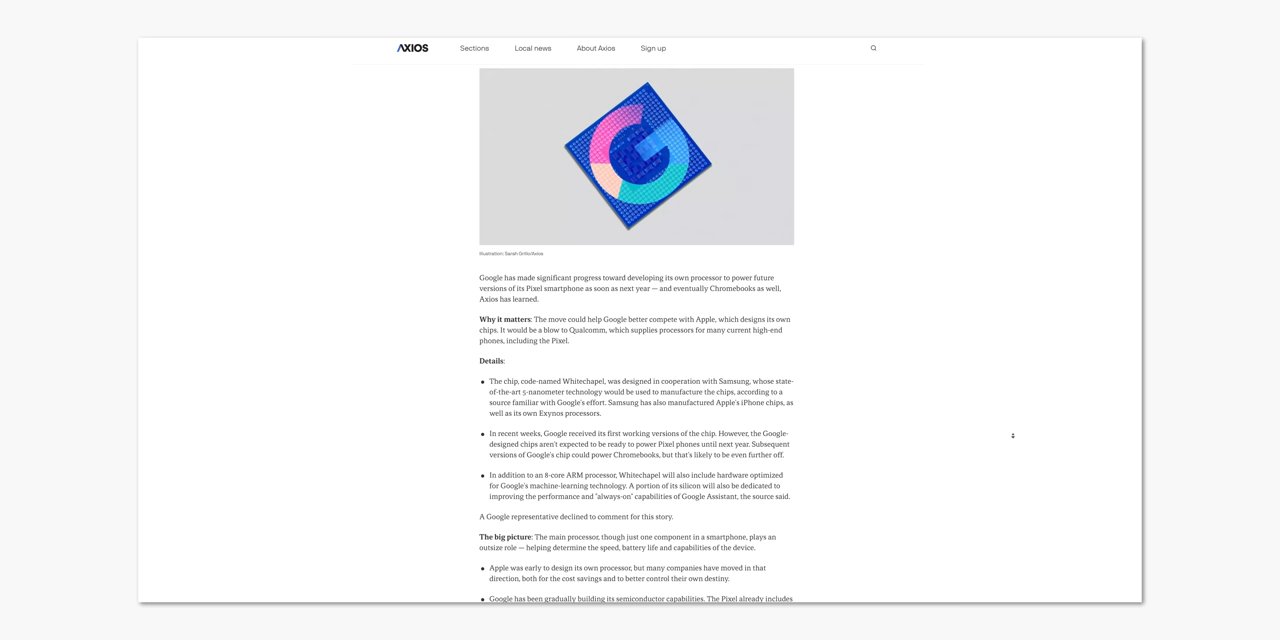 AXIOS
Sections
Local news
About Axios
Sign up
Illustration: Sarah Grillo/Axios
Google has made significant progress toward developing its own processor to power future
versions of its Pixel smartphone as soon as next year — and eventually Chromebooks as well,
Axios has learned.
Why it matters: The move could help Google better compete with Apple, which designs its own
chips. It would be a blow to Qualcomm, which supplies processors for many current high-end
phones, including the Pixel.
Details:
The chip, code-named Whitechapel, was designed in cooperation with Samsung, whose state-
of-the-art 5-nanometer technology would be used to manufacture the chips, according to a
source familiar with Google's effort. Samsung has also manufactured Apple's iPhone chips, as
well as its own Exynos processors.
In recent weeks, Google received its first working versions of the chip. However, the Google-
designed chips aren't expected to be ready to power Pixel phones until next year. Subsequent
versions of Google's chip could power Chromebooks, but that's likely to be even further off.
In addition to an 8-core ARM processor, Whitechapel will also include hardware optimized
for Google's machine-learning technology. A portion of its silicon will also be dedicated to
improving the performance and "always-on" capabilities of Google Assistant, the source said.
A Google representative declined to comment for this story.
The big picture: The main processor, though just one component in a smartphone, plays an
outsize role — helping determine the speed, battery life and capabilities of the device.
Apple was early to design its own processor, but many companies have moved in that
direction, both for the cost savings and to better control their own destiny.
Google has been gradually building its semiconductor capabilities. The Pixel already includes